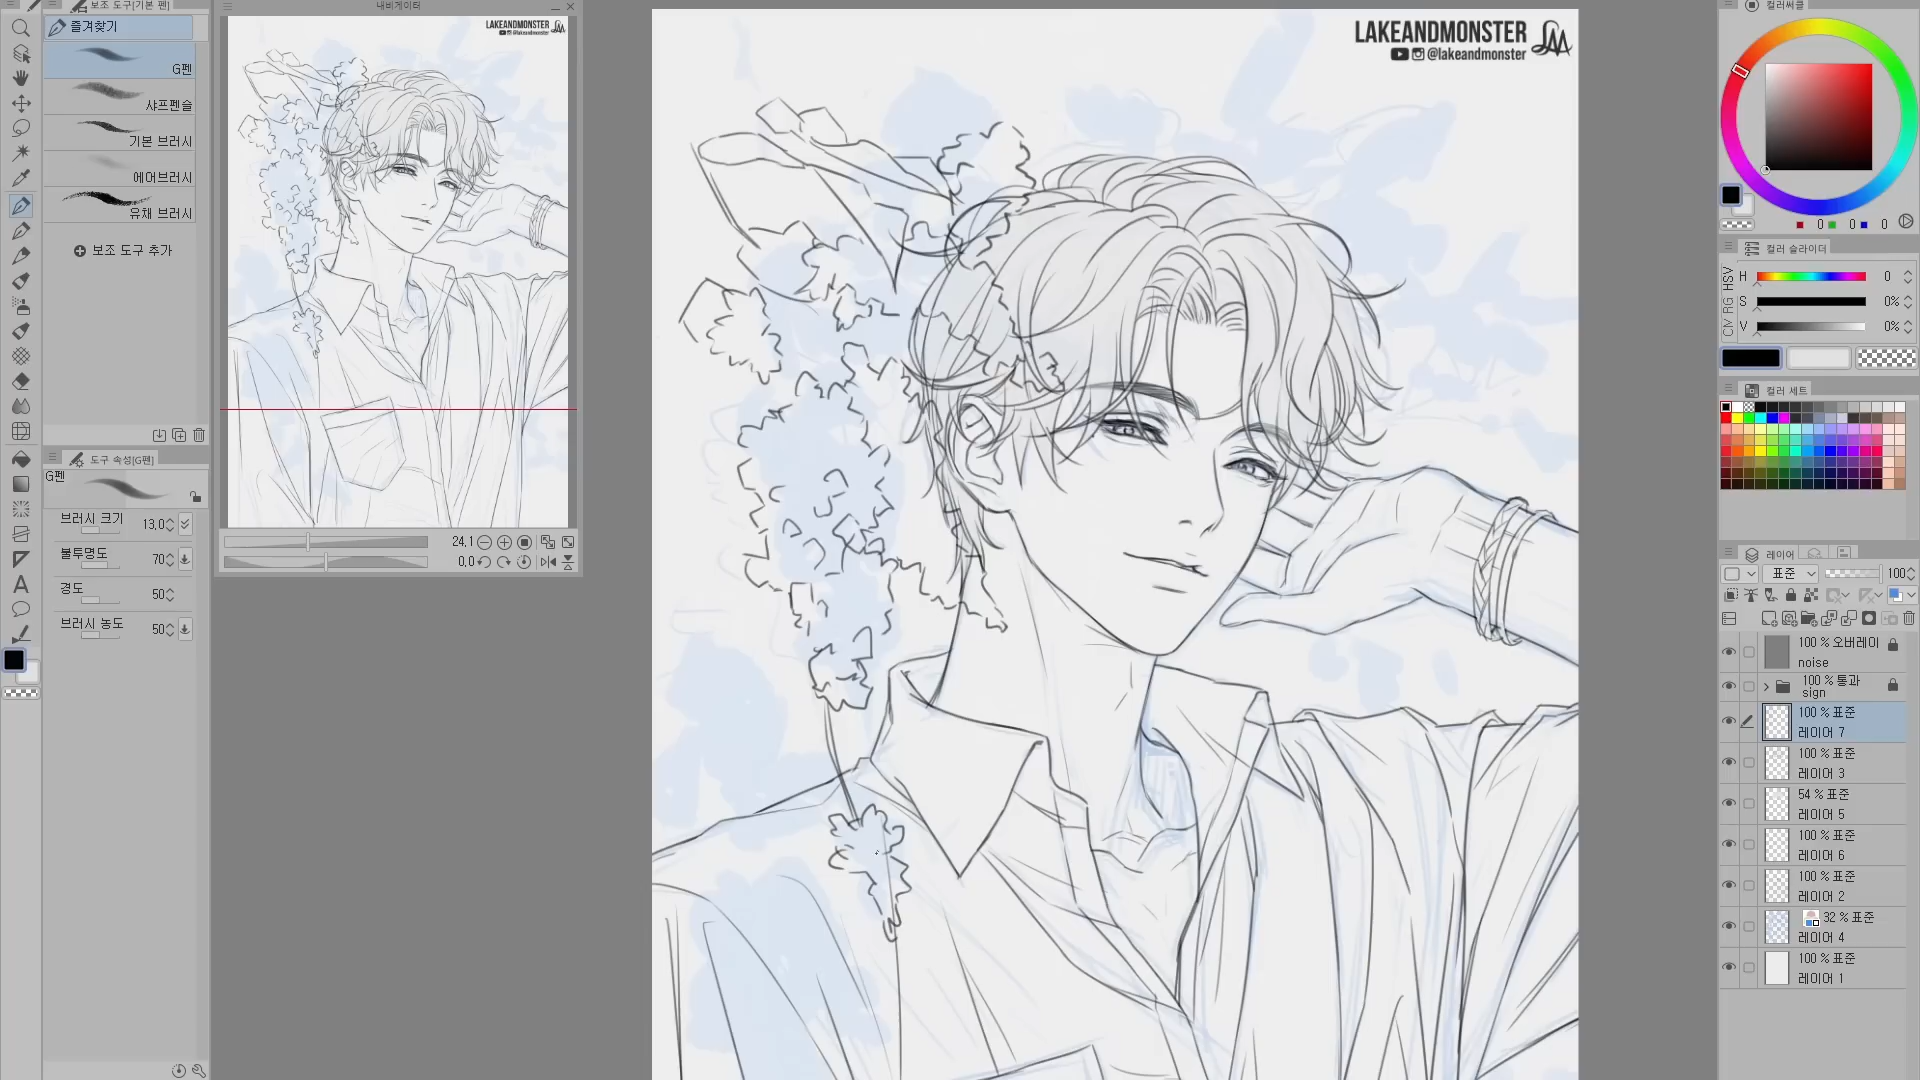 보조 도구[기본 펜]
즐겨찾기
G펜
샤프펜슬
기본 브러시
에어브러시
유채 브러시
보조 도구 추가
도구 속성[G펜]
G펜
브러시 크기 13.0
불투명도 70
경도 50
브러시 농도 50
A
내비게이터
LAKEANDMONSTER
@lakeandmonster
24.1
0.0
LAKEANDMONSTER
@lakeandmonster
컬러써클
0 0 0
컬러 슬라이더
HSV
H 0
S 0%
V 0%
컬러 세트
레이어
표준 100
100 % 오버레이
noise
100 % 통과
sign
100 % 표준
레이어 7
100 % 표준
레이어 3
54 % 표준
레이어 5
100 % 표준
레이어 6
100 % 표준
레이어 2
32 % 표준
레이어 4
100 % 표준
레이어 1